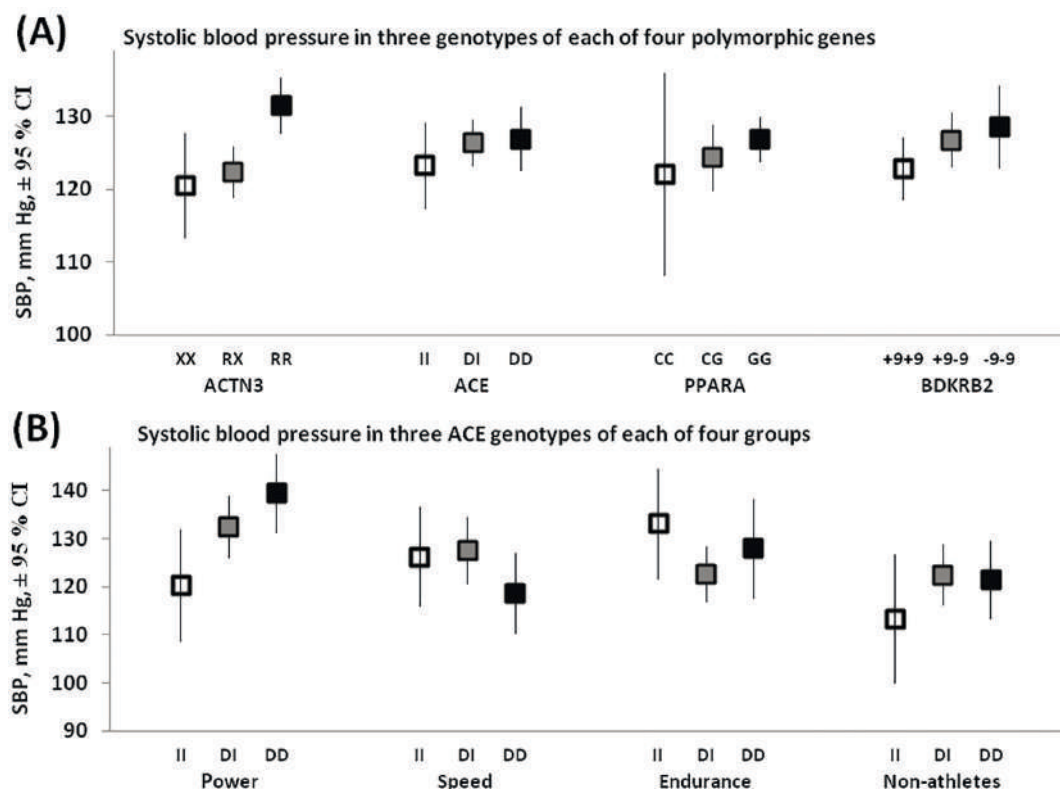 (A)
Systolic blood pressure in three genotypes of each of four polymorphic genes
SBP, mm Hg, ± 95 % CI
130
120
110
100
XX RX RR II DI DD CC CG GG +9+9 +9-9 -9-9
ACTN3 ACE PPARA BDKRB2
(B)
Systolic blood pressure in three ACE genotypes of each of four groups
SBP, mm Hg, ± 95 % CI
140
130
120
110
100
90
II DI DD II DI DD II DI DD II DI DD
Power Speed Endurance Non-athletes